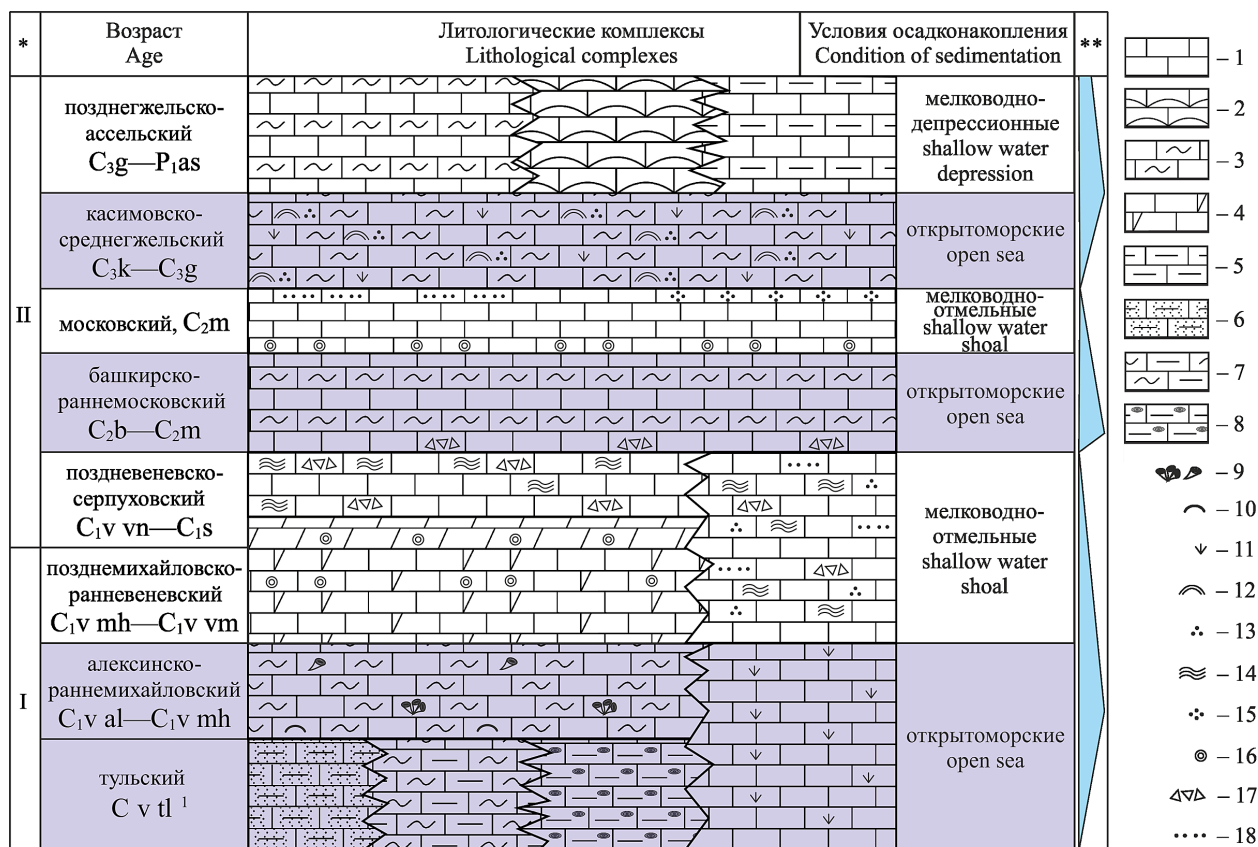 *
Возраст
Age
Литологические комплексы
Lithological complexes
Условия осадконакопления
Condition of sedimentation
**
II
позднегжельско-
ассельский
C₃g—P₁as
мелководно-
депрессионные
shallow water
depression
касимовско-
среднегжельский
C₃k—C₃g
открытоморские
open sea
московский, C₂m
мелководно-
отмельные
shallow water
shoal
башкирско-
раннемосковский
C₂b—C₂m
открытоморские
open sea
поздневеневско-
серпуховский
C₁v vn—C₁s
мелководно-
отмельные
shallow water
shoal
I
позднемихайловско-
ранневеневский
C₁v mh—C₁v vm
алексинско-
раннемихайловский
C₁v al—C₁v mh
открытоморские
open sea
тульский
C v tl ¹
– 1
– 2
– 3
– 4
– 5
– 6
– 7
– 8
– 9
– 10
– 11
– 12
– 13
– 14
– 15
– 16
– 17
– 18